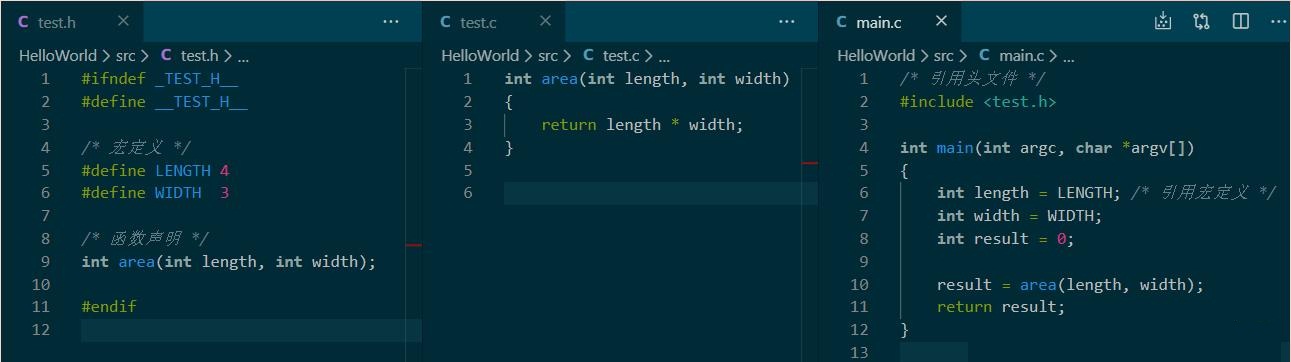 C test.h ×
...
HelloWorld > src > C test.h > ...
1 #ifndef _TEST_H__
2 #define __TEST_H__
3
4 /* 宏定义 */
5 #define LENGTH 4
6 #define WIDTH  3
7
8 /* 函数声明 */
9 int area(int length, int width);
10
11 #endif
12
C test.c ×
...
HelloWorld > src > C test.c > ...
1 int area(int length, int width)
2 {
3     return length * width;
4 }
5
6
C main.c ×
...
HelloWorld > src > C main.c > ...
1 /* 引用头文件 */
2 #include <test.h>
3
4 int main(int argc, char *argv[])
5 {
6     int length = LENGTH; /* 引用宏定义 */
7     int width = WIDTH;
8     int result = 0;
9
10     result = area(length, width);
11     return result;
12 }
13